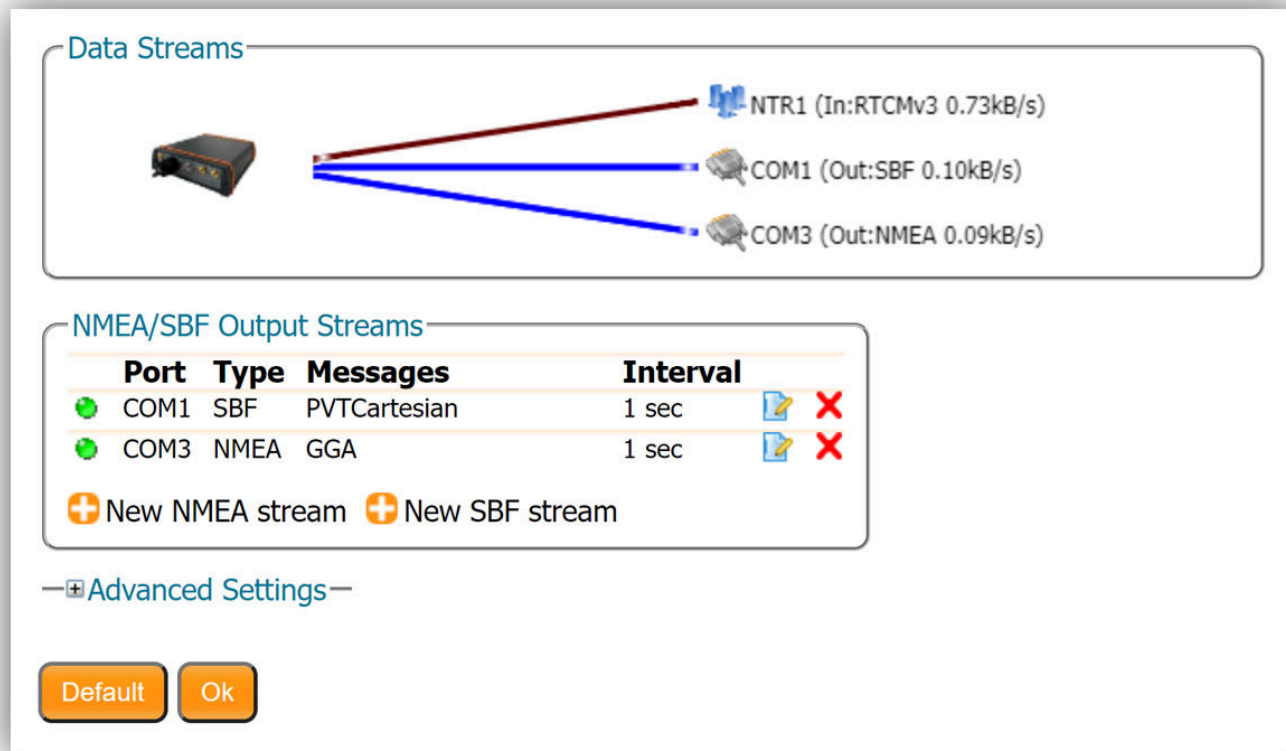 Data Streams
NTR1 (In:RTCMv3 0.73kB/s)
COM1 (Out:SBF 0.10kB/s)
COM3 (Out:NMEA 0.09kB/s)
NMEA/SBF Output Streams
Port Type Messages Interval
COM1 SBF PVTCartesian 1 sec
COM3 NMEA GGA 1 sec
New NMEA stream New SBF stream
Advanced Settings
Default Ok